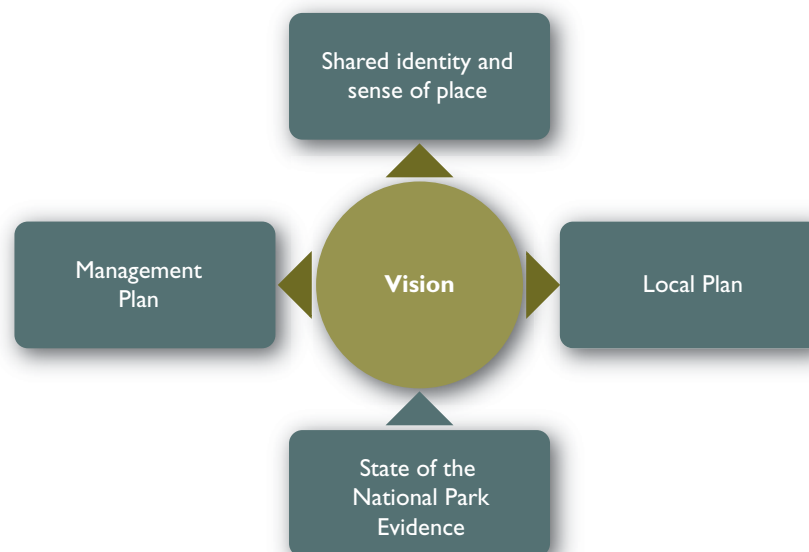 Shared identity and
sense of place
Management
Plan
Vision
Local Plan
State of the
National Park
Evidence